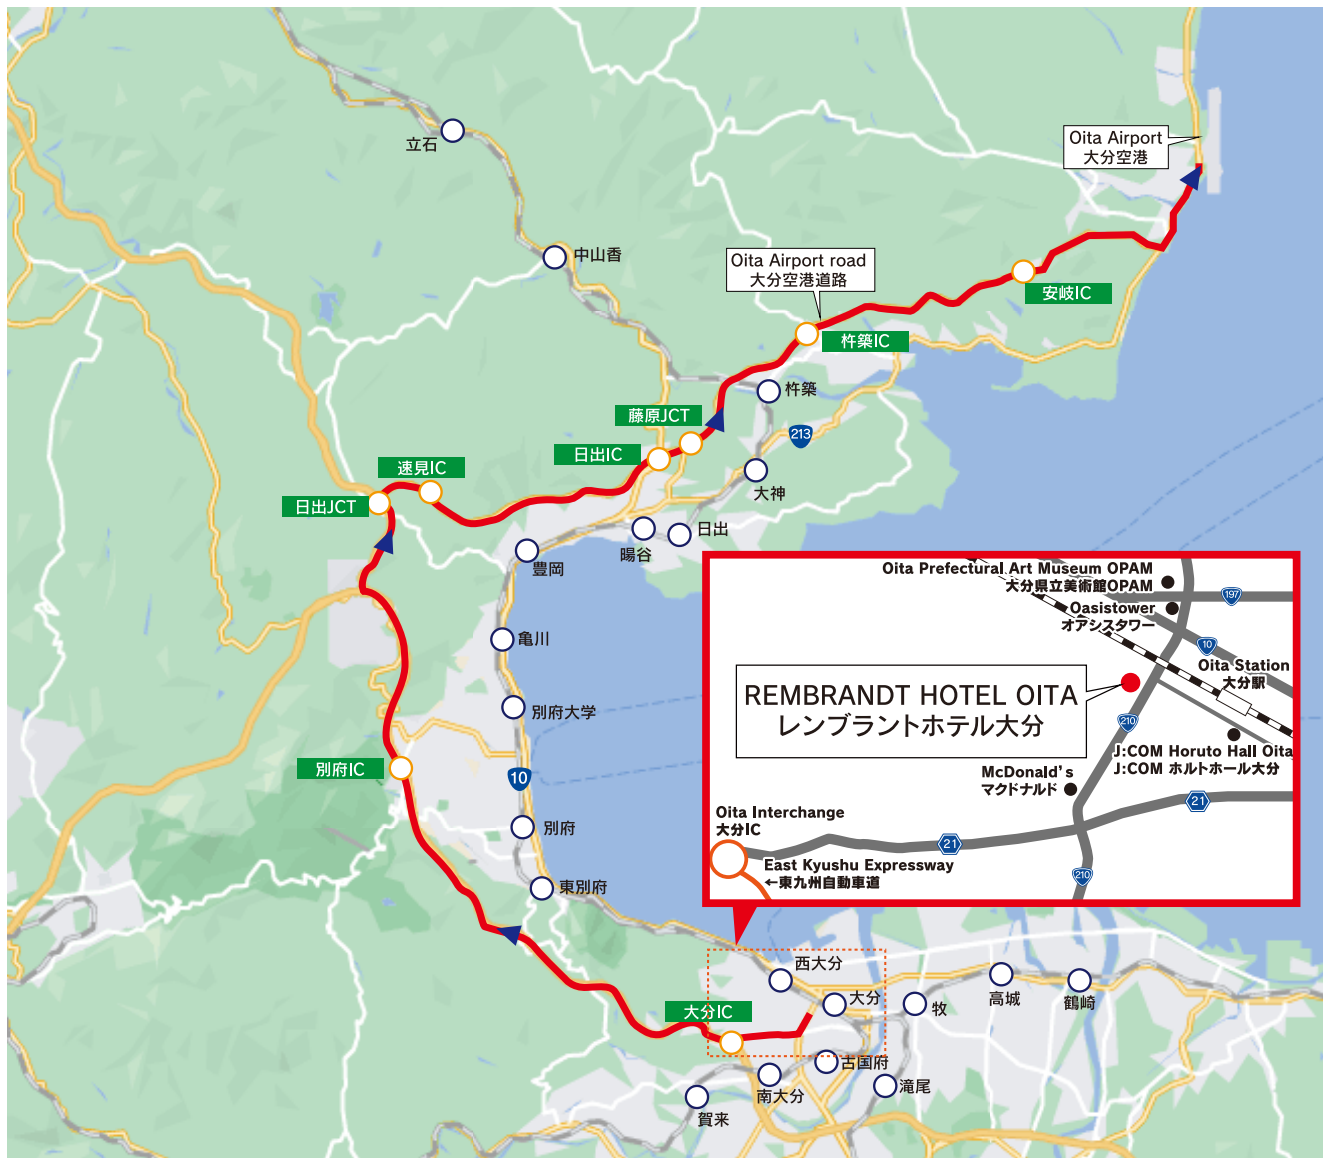 Oita Airport
大分空港
立石
中山香
Oita Airport road
大分空港道路
安岐IC
杵築IC
杵築
藤原JCT
213
日出IC
速見IC
大神
日出JCT
日出
暘谷
豊岡
亀川
別府大学
別府IC
10
別府
東別府
Oita Prefectural Art Museum OPAM
大分県立美術館OPAM
197
Oasistower
オアシスタワー
10
Oita Station
大分駅
REMBRANDT HOTEL OITA
レンブラントホテル大分
210
J:COM Horuto Hall Oita
J:COM ホルトホール大分
McDonald's
マクドナルド
21
Oita Interchange
大分IC
21
East Kyushu Expressway
←東九州自動車道
210
西大分
大分
大分IC
牧
高城
鶴崎
古国府
南大分
滝尾
賀来